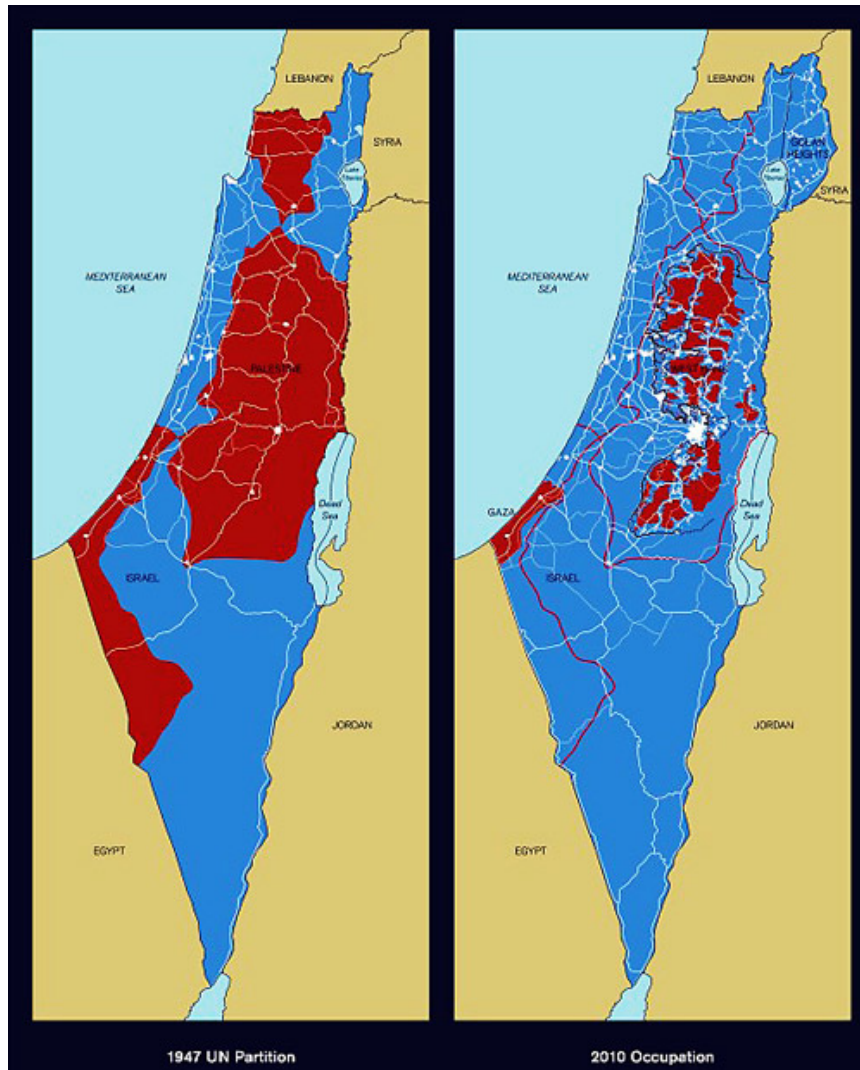 LEBANON
SYRIA
Lake
Tiberias
MEDITERRANEAN
SEA
PALESTINE
Dead
Sea
ISRAEL
JORDAN
EGYPT
1947 UN Partition
LEBANON
GOLAN
HEIGHTS
Lake
Tiberias
SYRIA
MEDITERRANEAN
SEA
WEST BANK
GAZA
Dead
Sea
ISRAEL
JORDAN
EGYPT
2010 Occupation